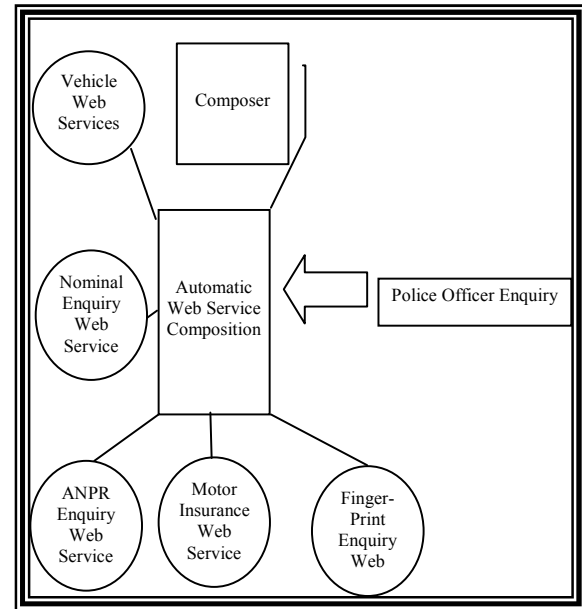 Vehicle
Web
Services
Composer
Nominal
Enquiry
Web
Service
Automatic
Web Service
Composition
Police Officer Enquiry
ANPR
Enquiry
Web
Service
Motor
Insurance
Web
Service
Finger-
Print
Enquiry
Web